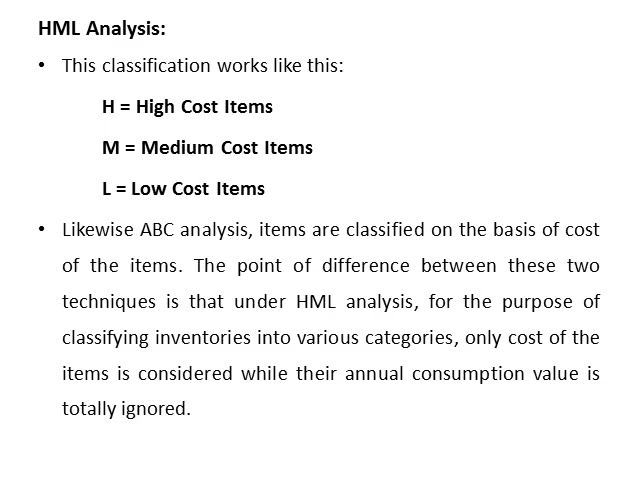 HML Analysis:
• This classification works like this:
H = High Cost Items
M = Medium Cost Items
L = Low Cost Items
• Likewise ABC analysis, items are classified on the basis of cost
of the items. The point of difference between these two
techniques is that under HML analysis, for the purpose of
classifying inventories into various categories, only cost of the
items is considered while their annual consumption value is
totally ignored.